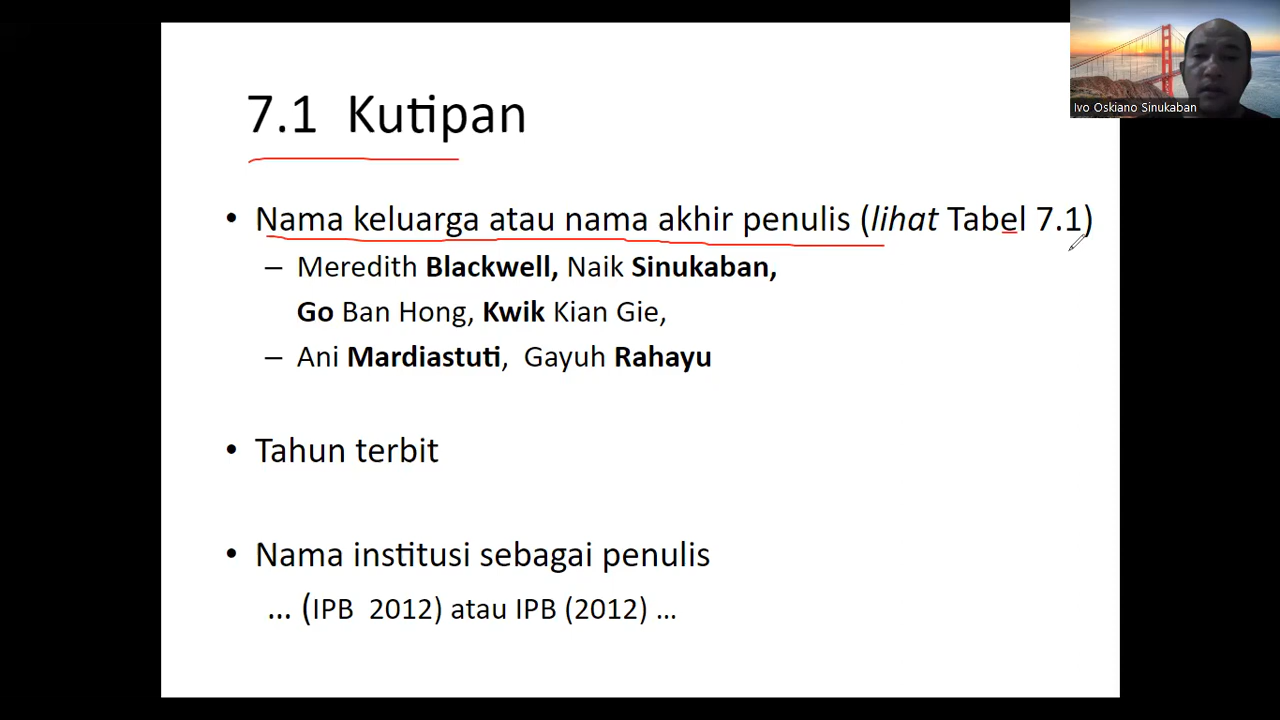 7.1 Kutipan
Ivo Oskiano Sinukaban
• Nama keluarga atau nama akhir penulis (lihat Tabel 7.1)
– Meredith Blackwell, Naik Sinukaban,
Go Ban Hong, Kwik Kian Gie,
– Ani Mardiastuti, Gayuh Rahayu
• Tahun terbit
• Nama institusi sebagai penulis
... (IPB 2012) atau IPB (2012) ...